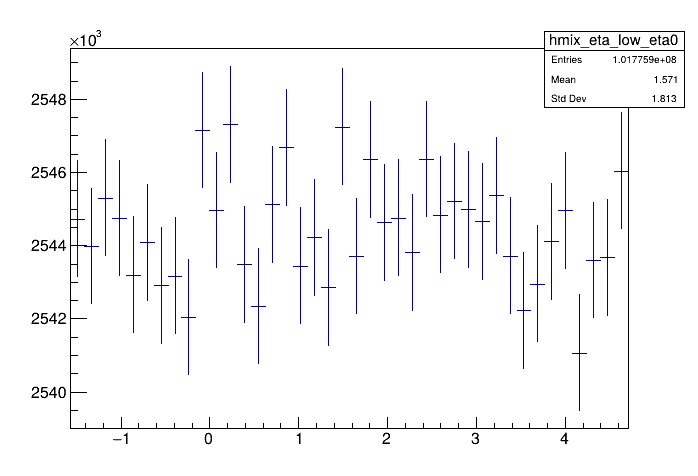 ×10³
hmix_eta_low_eta0
Entries 1.017759e+08
Mean 1.571
Std Dev 1.813
2548
2546
2544
2542
2540
−1 0 1 2 3 4